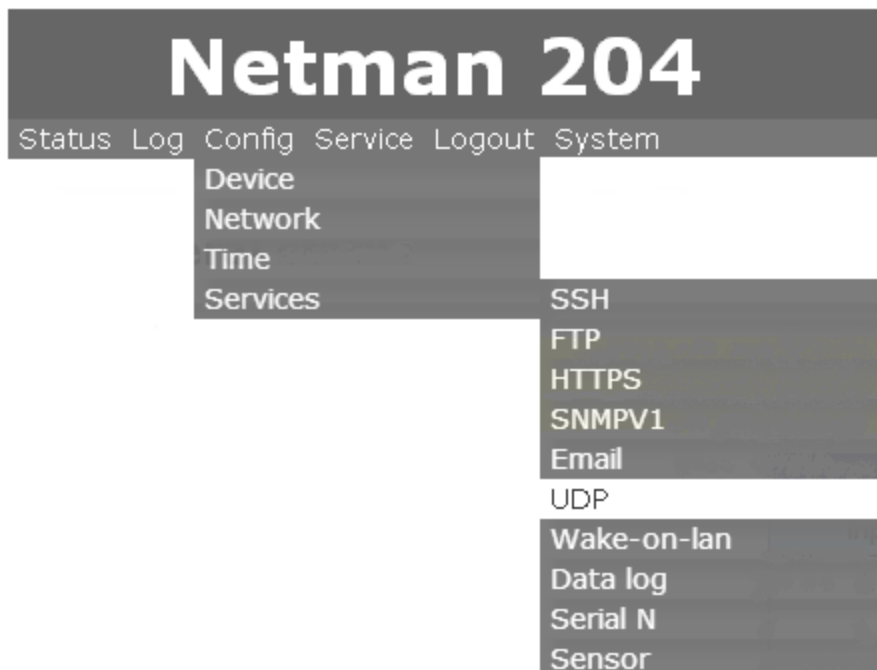 Netman 204
Status Log Config Service Logout System
Device
Network
Time
Services
SSH
FTP
HTTPS
SNMPV1
Email
UDP
Wake-on-lan
Data log
Serial N
Sensor